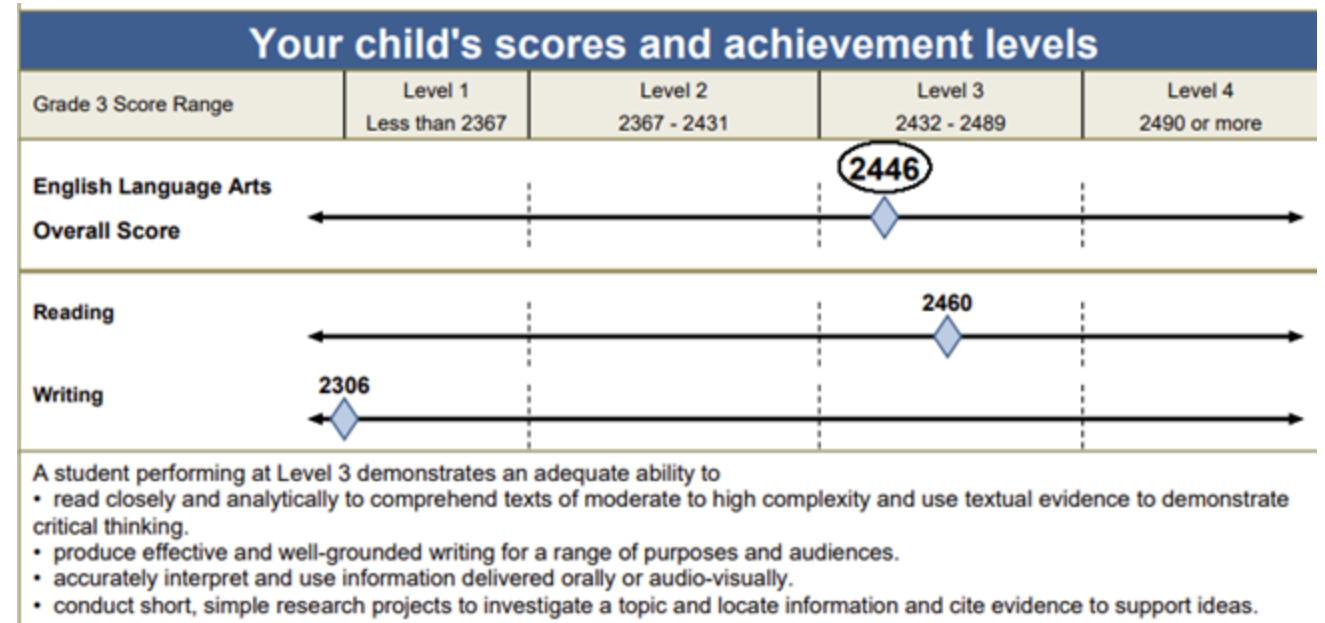 Your child's scores and achievement levels
Grade 3 Score Range
Level 1
Less than 2367
Level 2
2367 - 2431
Level 3
2432 - 2489
Level 4
2490 or more
English Language Arts
Overall Score
2446
Reading
2460
Writing
2306
A student performing at Level 3 demonstrates an adequate ability to
• read closely and analytically to comprehend texts of moderate to high complexity and use textual evidence to demonstrate
critical thinking.
• produce effective and well-grounded writing for a range of purposes and audiences.
• accurately interpret and use information delivered orally or audio-visually.
• conduct short, simple research projects to investigate a topic and locate information and cite evidence to support ideas.